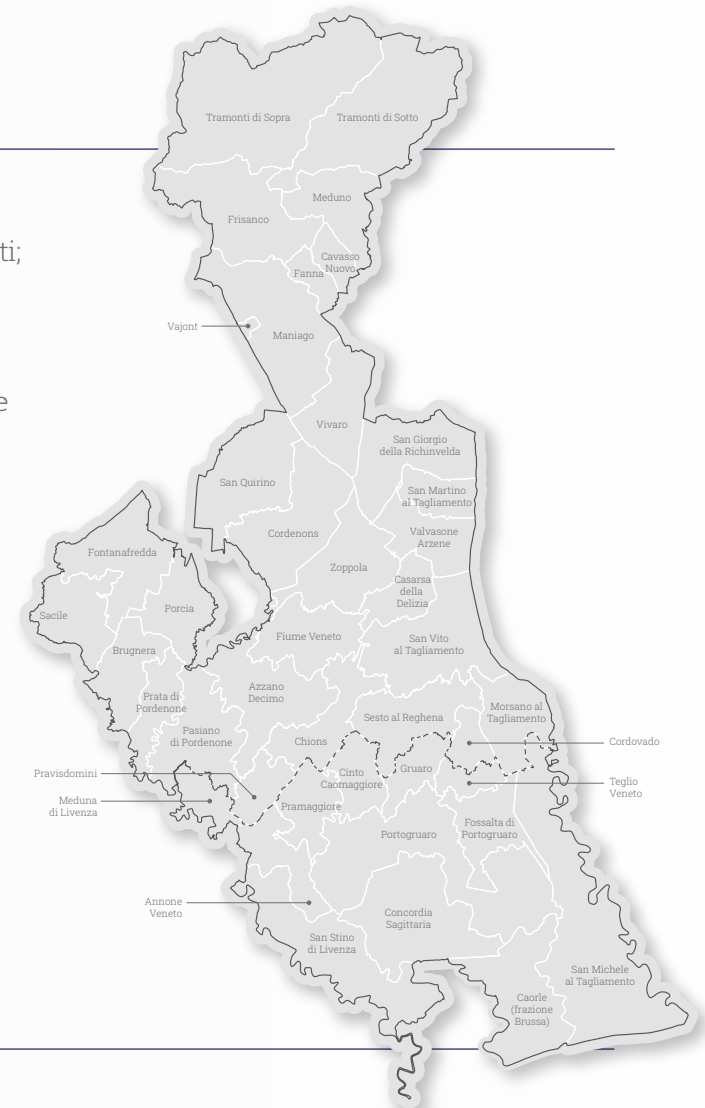 Tramonti di Sopra
Tramonti di Sotto
Meduno
Frisanco
ti;
Cavasso
Nuovo
Fanna
Vajont
Maniago
e
Vivaro
San Giorgio
della Richinvelda
San Quirino
San Martino
al Tagliamento
Cordenons
Valvasone
Arzene
Fontanafredda
Zoppola
Casarsa
della
Delizia
Sacile
Porcia
Fiume Veneto
San Vito
al Tagliamento
Brugnera
Azzano
Decimo
Prata di
Pordenone
Morsano al
Tagliamento
Sesto al Reghena
Pasiano
di Pordenone
Chions
Cordovado
Pravisdomini
Cinto
Caomaggiore
Gruaro
Teglio
Veneto
Meduna
di Livenza
Pramaggiore
Fossalta di
Portogruaro
Portogruaro
Annone
Veneto
Concordia
Sagittaria
San Stino
di Livenza
San Michele
al Tagliamento
Caorle
(frazione
Brussa)